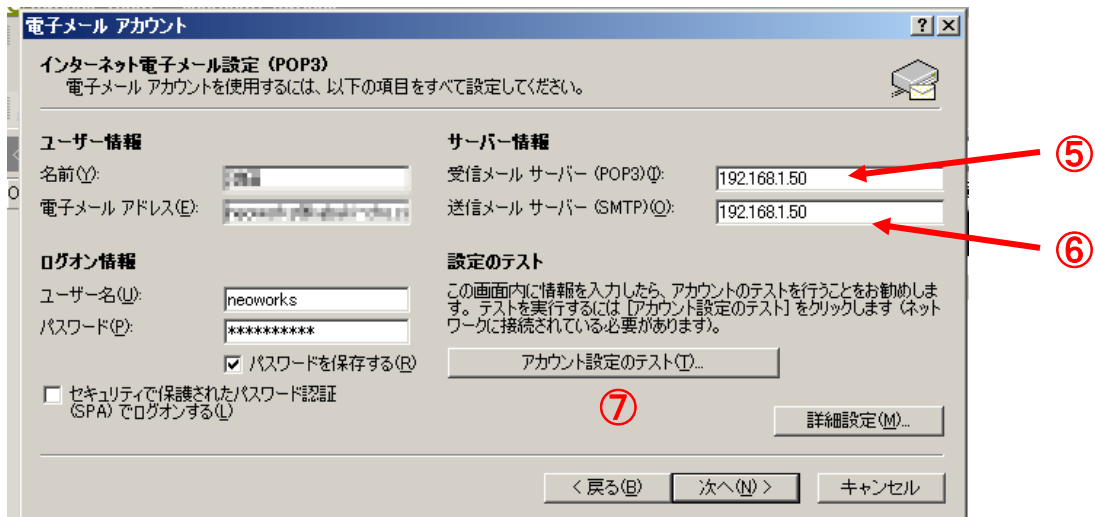 電子メール アカウント
インターネット電子メール設定 (POP3)
電子メール アカウントを使用するには、以下の項目をすべて設定してください。
ユーザー情報
名前(Y):
電子メール アドレス(E):
サーバー情報
受信メール サーバー (POP3)(I):
192.168.1.50
⑤
送信メール サーバー (SMTP)(O):
192.168.1.50
⑥
ログオン情報
ユーザー名(U):
neoworks
パスワード(P):
**********
パスワードを保存する(R)
セキュリティで保護されたパスワード認証
(SPA) でログオンする(L)
設定のテスト
この画面内に情報を入力したら、アカウントのテストを行うことをお勧めしま
す。テストを実行するには [アカウント設定のテスト] をクリックします (ネット
ワークに接続されている必要があります)。
アカウント設定のテスト(T)...
⑦
詳細設定(M)...
< 戻る(B)
次へ(N) >
キャンセル